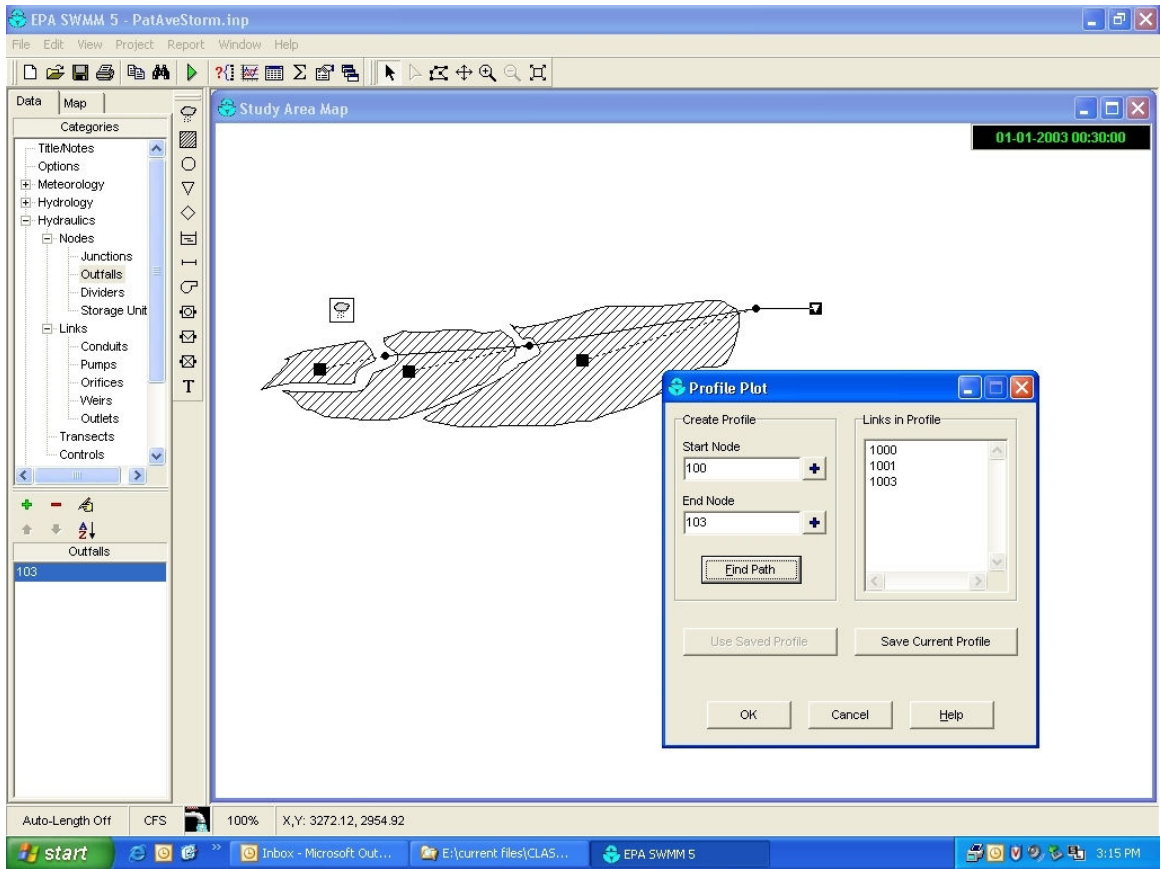 EPA SWMM 5 - PatAveStorm.inp
File Edit View Project Report Window Help
Data Map
Categories
Title/Notes
Options
Meteorology
Hydrology
Hydraulics
Nodes
Junctions
Outfalls
Dividers
Storage Unit
Links
Conduits
Pumps
Orifices
Weirs
Outlets
Transects
Controls
Outfalls
103
T
Study Area Map
01-01-2003 00:30:00
Profile Plot
Create Profile
Start Node
100
End Node
103
Find Path
Links in Profile
1000
1001
1003
Use Saved Profile
Save Current Profile
OK
Cancel
Help
Auto-Length Off
CFS
100%
X,Y: 3272.12, 2954.92
start
Inbox - Microsoft Out...
E:\current files\CLAS...
EPA SWMM 5
3:15 PM